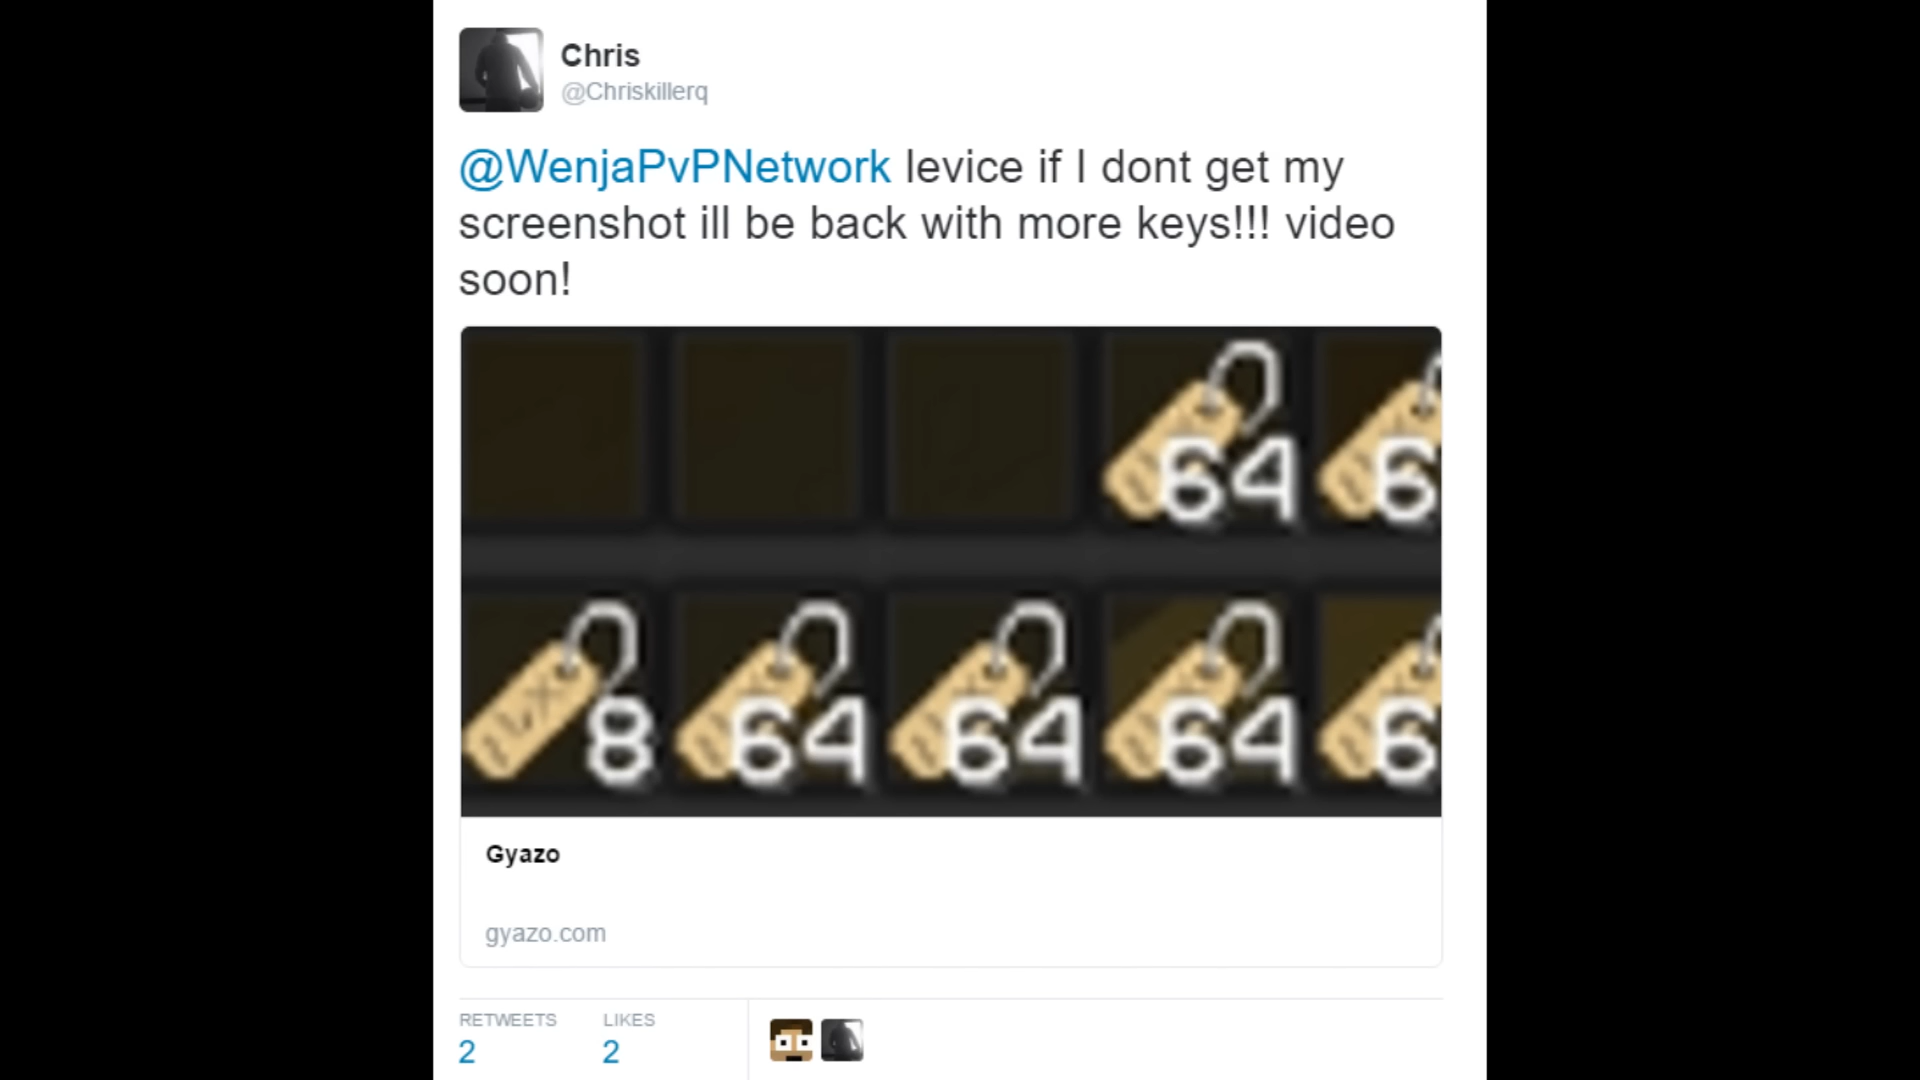 Chris
@Chriskillerq
@WenjaPvPNetwork levice if I dont get my
screenshot ill be back with more keys!!! video
soon!
64 6
8 64 64 64 6
Gyazo
gyazo.com
RETWEETS LIKES
2 2